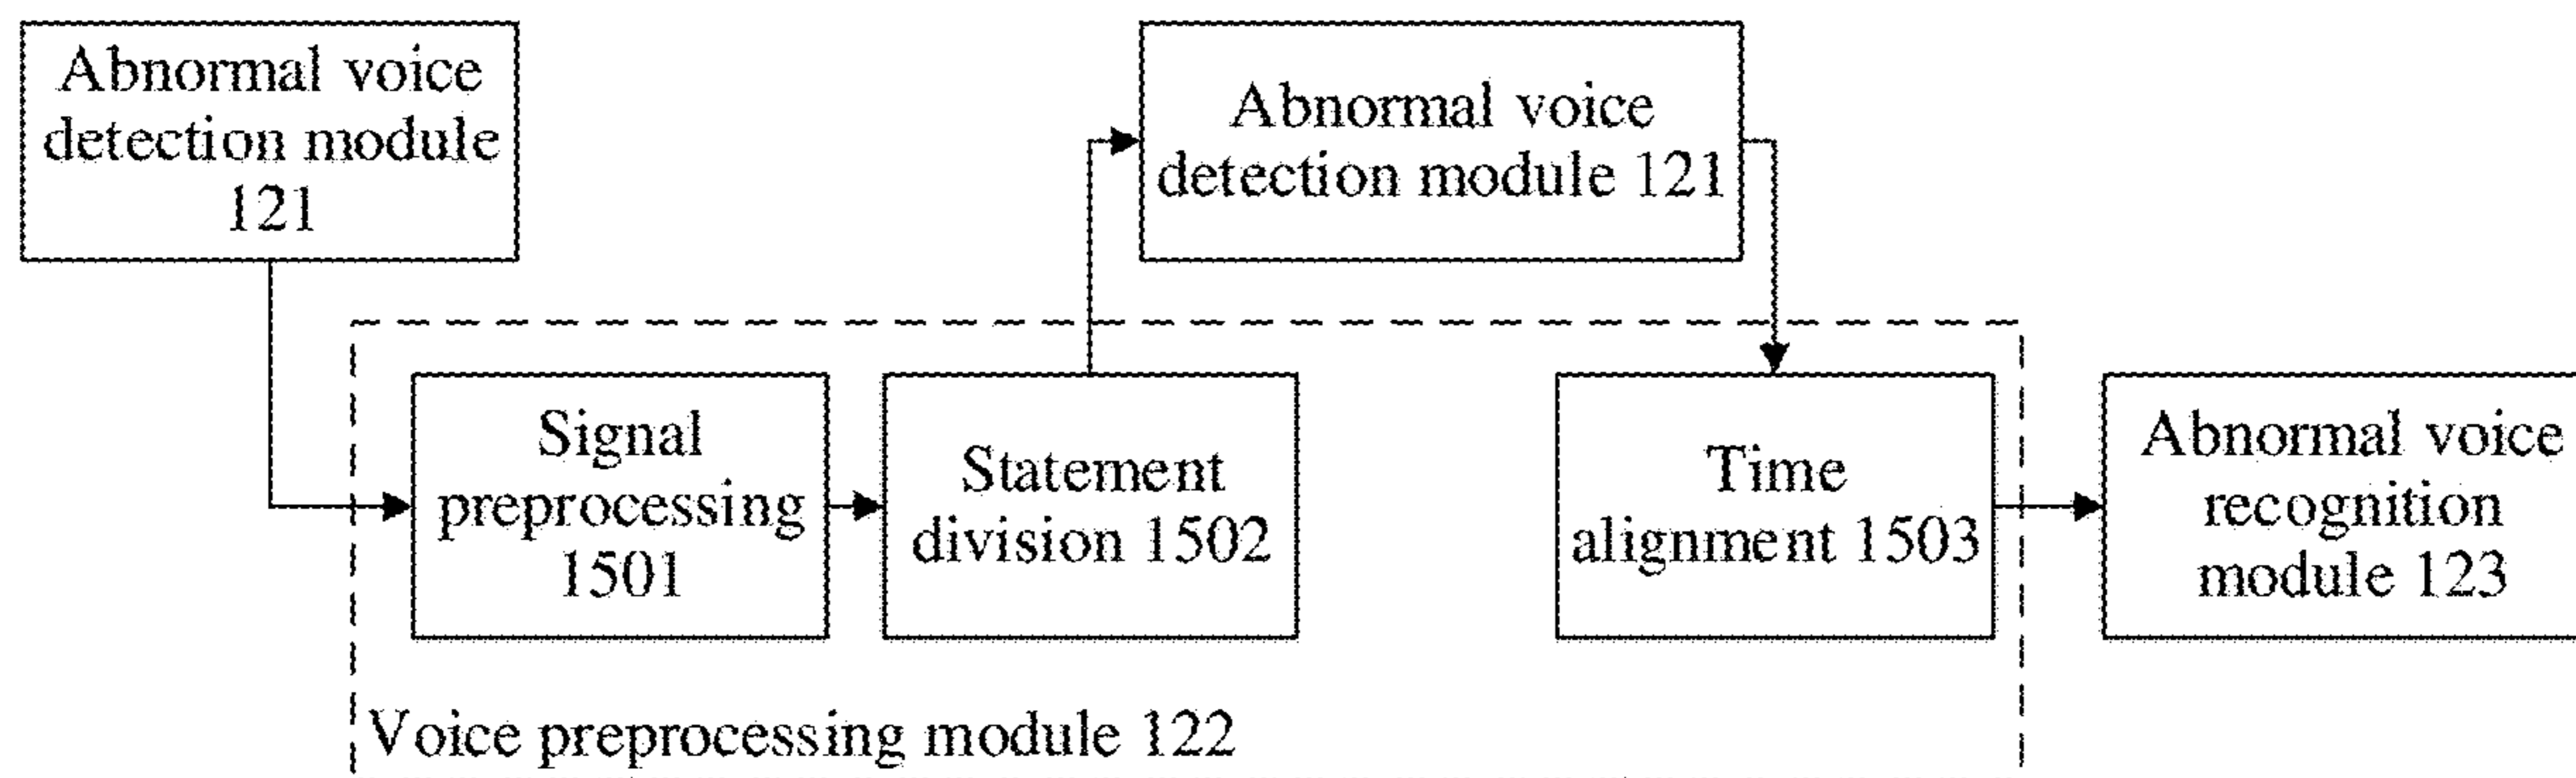 Abnormal voice
detection module
121
Abnormal voice
detection module 121
Signal
preprocessing
1501
Statement
division 1502
Time
alignment 1503
Abnormal voice
recognition
module 123
Voice preprocessing module 122